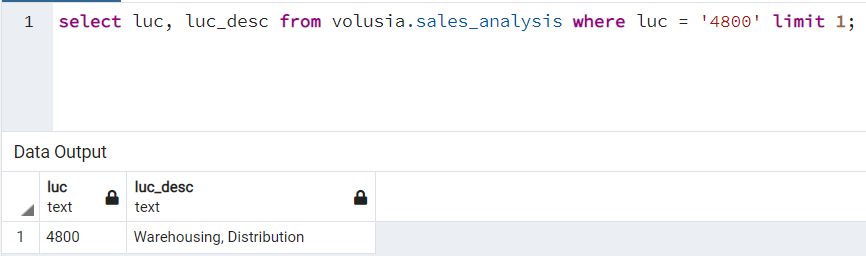 1 select luc, luc_desc from volusia.sales_analysis where luc = '4800' limit 1;
Data Output
luc luc_desc
text text
1 4800 Warehousing, Distribution